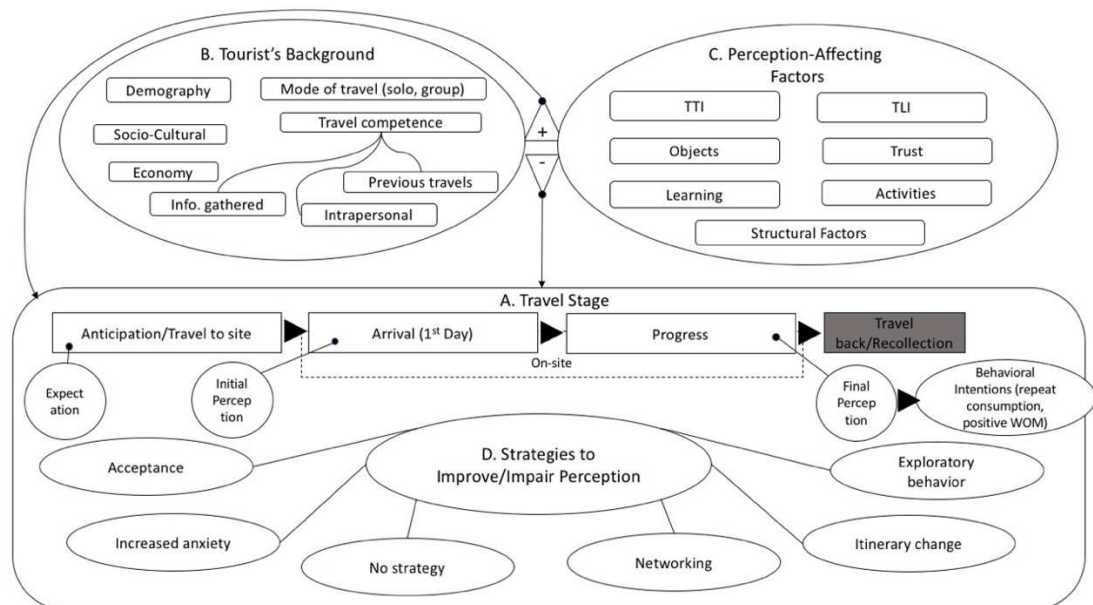 B. Tourist's Background
Demography
Mode of travel (solo, group)
Travel competence
Socio-Cultural
Economy
Previous travels
Info. gathered
Intrapersonal
+
-
C. Perception-Affecting
Factors
TTI
TLI
Objects
Trust
Learning
Activities
Structural Factors
A. Travel Stage
Anticipation/Travel to site
Arrival (1st Day)
Progress
Travel
back/Recollection
On-site
Expect
ation
Initial
Percep
tion
Final
Percep
tion
Behavioral
Intentions (repeat
consumption,
positive WOM)
D. Strategies to
Improve/Impair Perception
Acceptance
Exploratory
behavior
Increased anxiety
No strategy
Networking
Itinerary change